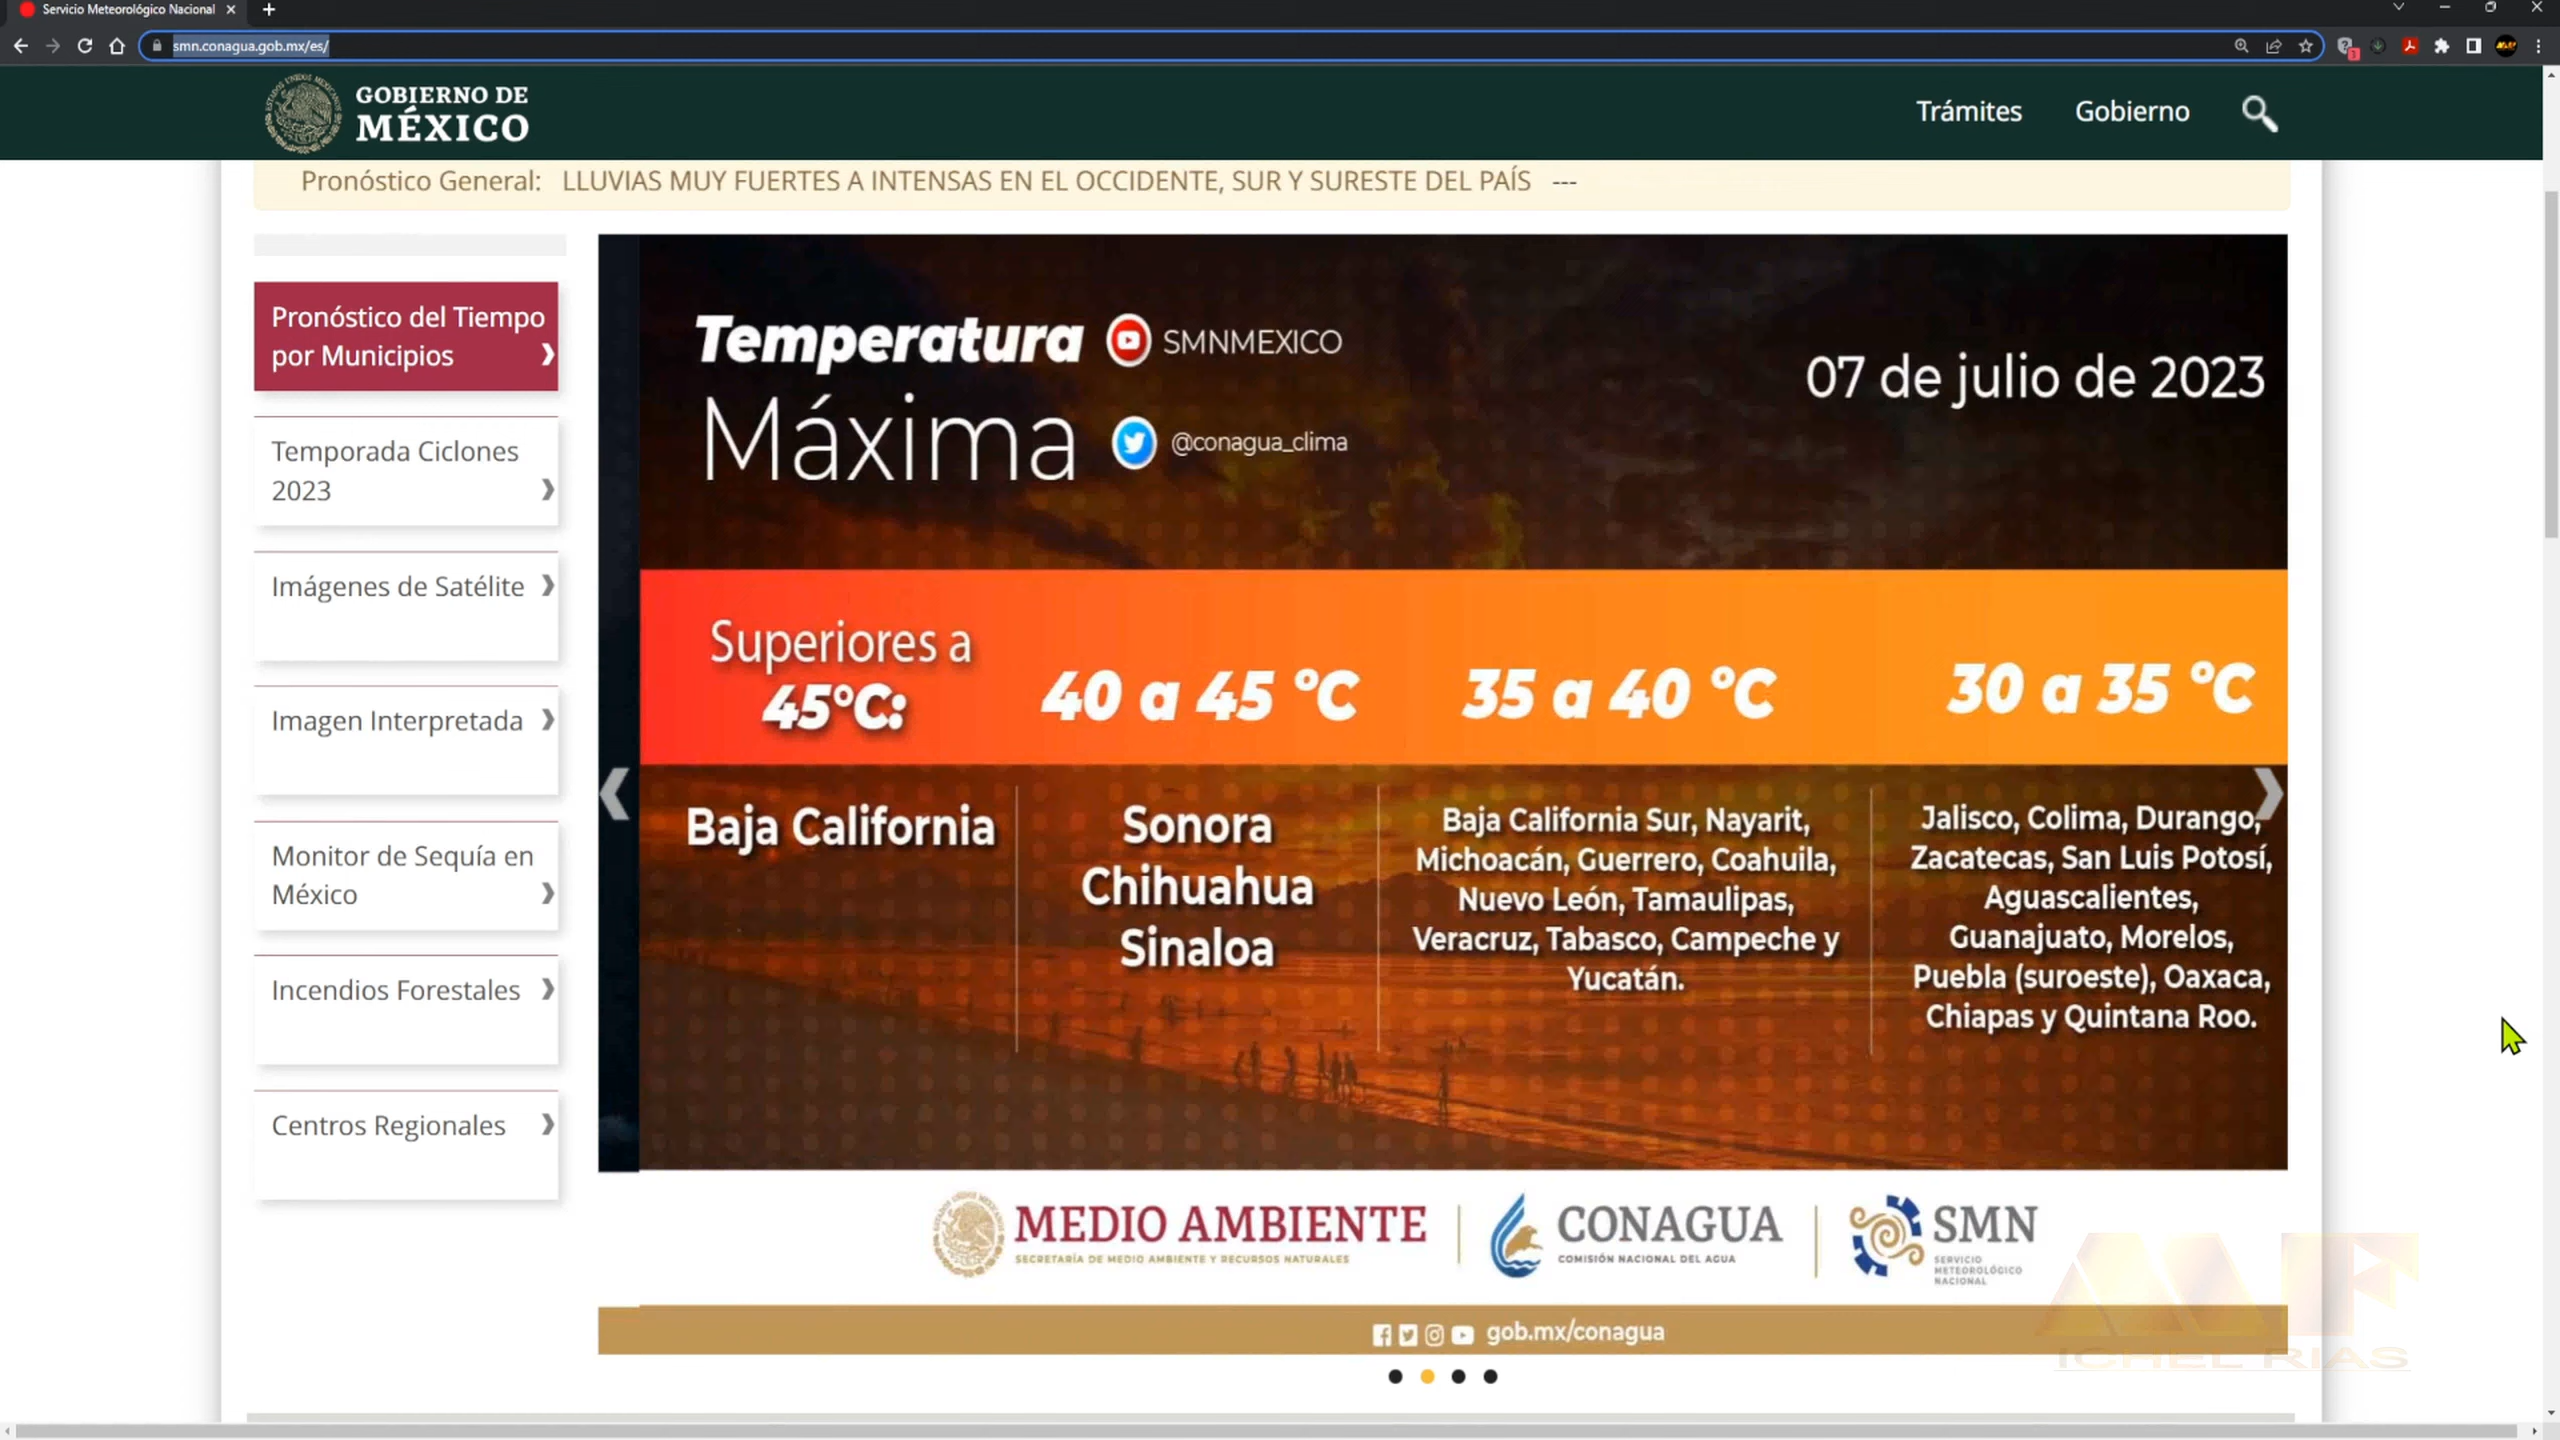 Servicio Meteorológico Nacional
smn.conagua.gob.mx/es/
GOBIERNO DE
MÉXICO
Trámites
Gobierno
Pronóstico General: LLUVIAS MUY FUERTES A INTENSAS EN EL OCCIDENTE, SUR Y SURESTE DEL PAÍS ---
Pronóstico del Tiempo
por Municipios
Temporada Ciclones
2023
Imágenes de Satélite
Imagen Interpretada
Monitor de Sequía en
México
Incendios Forestales
Centros Regionales
Temperatura
Máxima
SMNMEXICO
@conagua_clima
07 de julio de 2023
Superiores a
45°C:
40 a 45 °C
35 a 40 °C
30 a 35 °C
Baja California
Sonora
Chihuahua
Sinaloa
Baja California Sur, Nayarit,
Michoacán, Guerrero, Coahuila,
Nuevo León, Tamaulipas,
Veracruz, Tabasco, Campeche y
Yucatán.
Jalisco, Colima, Durango,
Zacatecas, San Luis Potosí,
Aguascalientes,
Guanajuato, Morelos,
Puebla (suroeste), Oaxaca,
Chiapas y Quintana Roo.
MEDIO AMBIENTE
SECRETARÍA DE MEDIO AMBIENTE Y RECURSOS NATURALES
CONAGUA
COMISIÓN NACIONAL DEL AGUA
SMN
SERVICIO
METEOROLÓGICO
NACIONAL
gob.mx/conagua
ICHEL RIAS